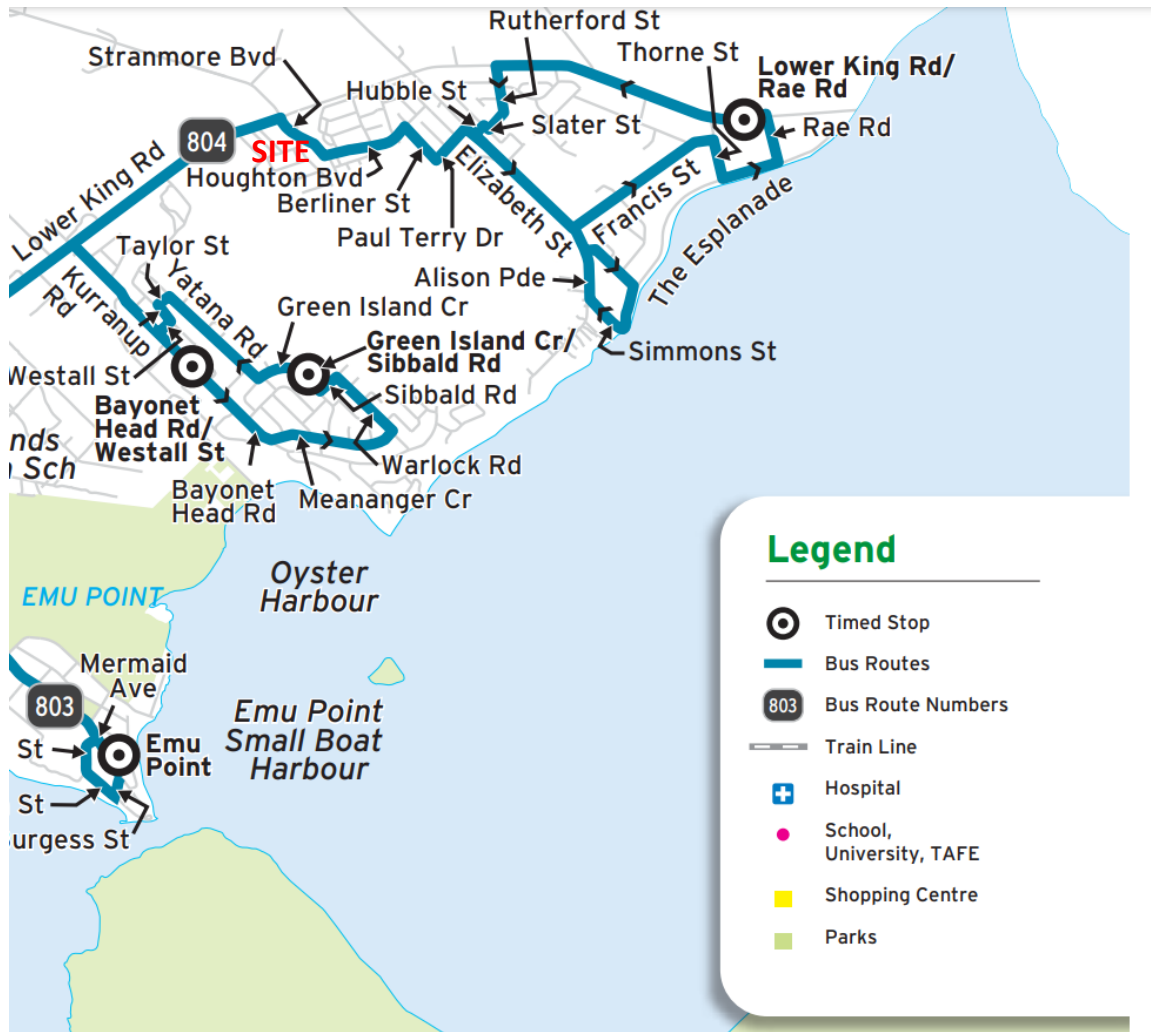 Rutherford St
Stranmore Bvd
Thorne St
Lower King Rd/
Rae Rd
Hubble St
Slater St
Rae Rd
804
SITE
Houghton Bvd
Berliner St
Elizabeth St
Francis St
Lower King Rd
Paul Terry Dr
The Esplanade
Taylor St
Alison Pde
Kurranup
Rd
Yatana Rd
Green Island Cr
Green Island Cr/
Sibbald Rd
Simmons St
Westall St
Sibbald Rd
Bayonet
Head Rd/
Westall St
nds
Sch
Warlock Rd
Bayonet
Head Rd
Meananger Cr
Oyster
Harbour
EMU POINT
Mermaid
Ave
803
Emu Point
Small Boat
Harbour
St
Emu
Point
St
urgess St
Legend
Timed Stop
Bus Routes
803
Bus Route Numbers
Train Line
Hospital
School,
University, TAFE
Shopping Centre
Parks